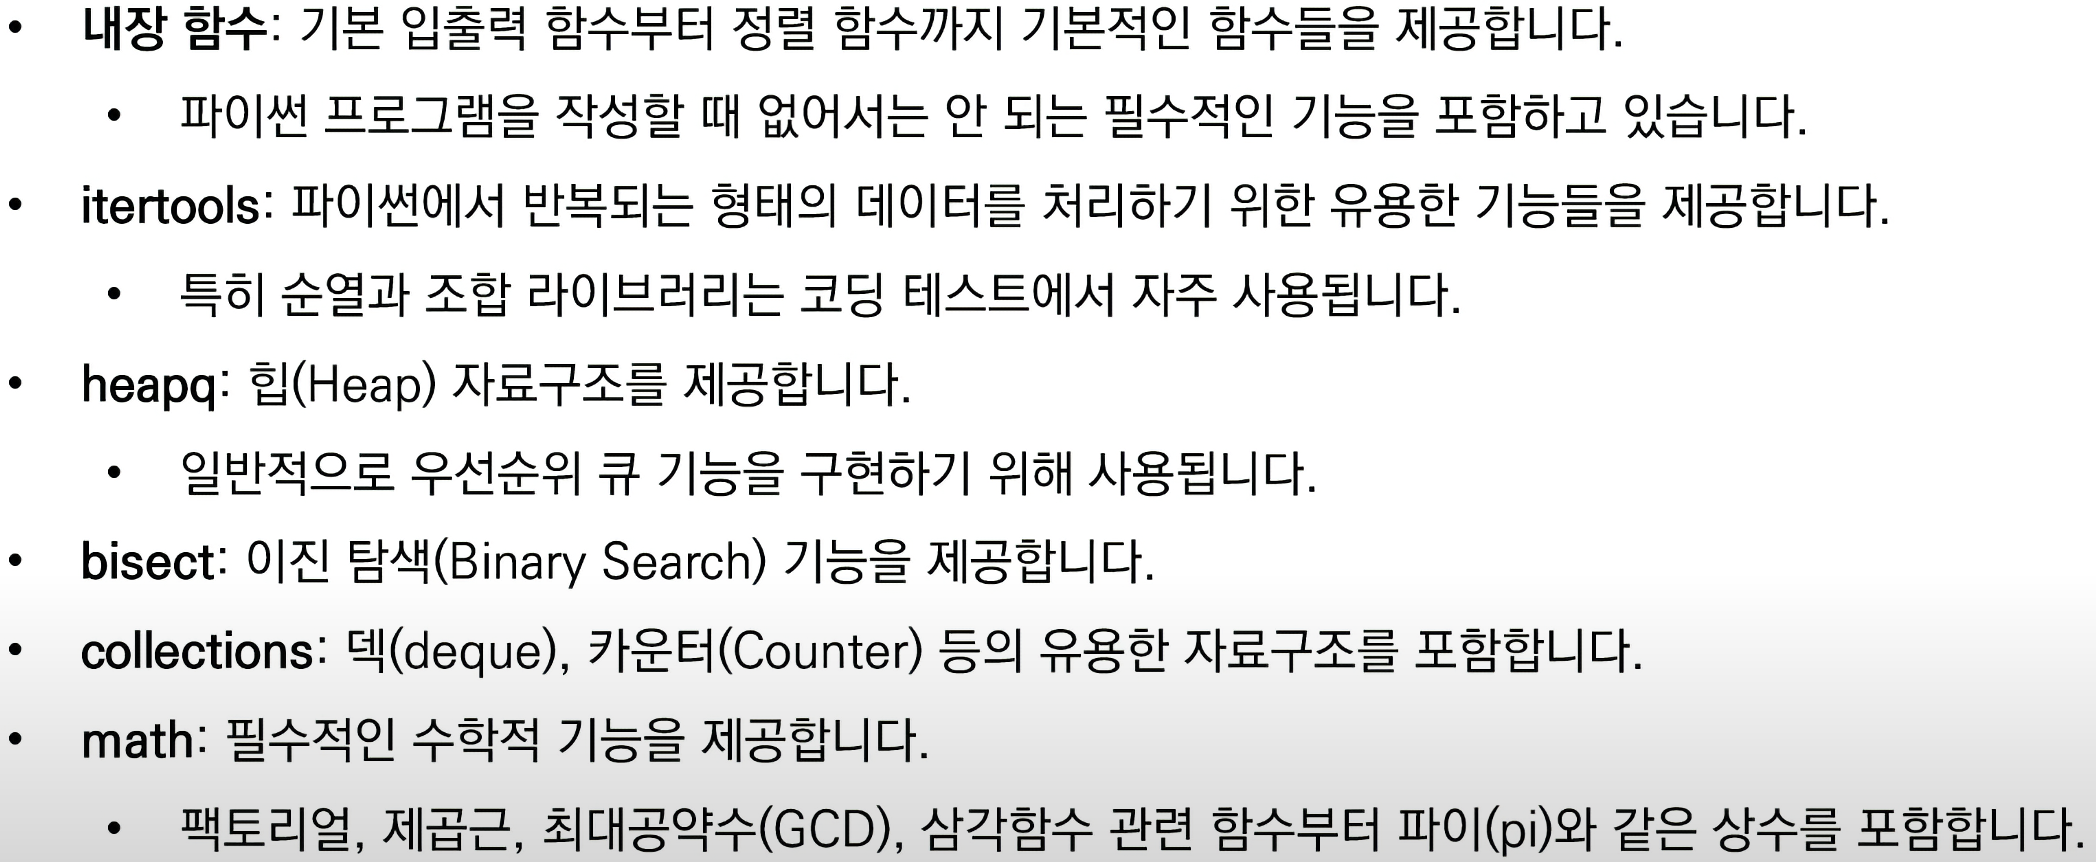 • 내장 함수: 기본 입출력 함수부터 정렬 함수까지 기본적인 함수들을 제공합니다.
• 파이썬 프로그램을 작성할 때 없어서는 안 되는 필수적인 기능을 포함하고 있습니다.
• itertools: 파이썬에서 반복되는 형태의 데이터를 처리하기 위한 유용한 기능들을 제공합니다.
• 특히 순열과 조합 라이브러리는 코딩 테스트에서 자주 사용됩니다.
• heapq: 힙(Heap) 자료구조를 제공합니다.
• 일반적으로 우선순위 큐 기능을 구현하기 위해 사용됩니다.
• bisect: 이진 탐색(Binary Search) 기능을 제공합니다.
• collections: 덱(deque), 카운터(Counter) 등의 유용한 자료구조를 포함합니다.
• math: 필수적인 수학적 기능을 제공합니다.
• 팩토리얼, 제곱근, 최대공약수(GCD), 삼각함수 관련 함수부터 파이(pi)와 같은 상수를 포함합니다.